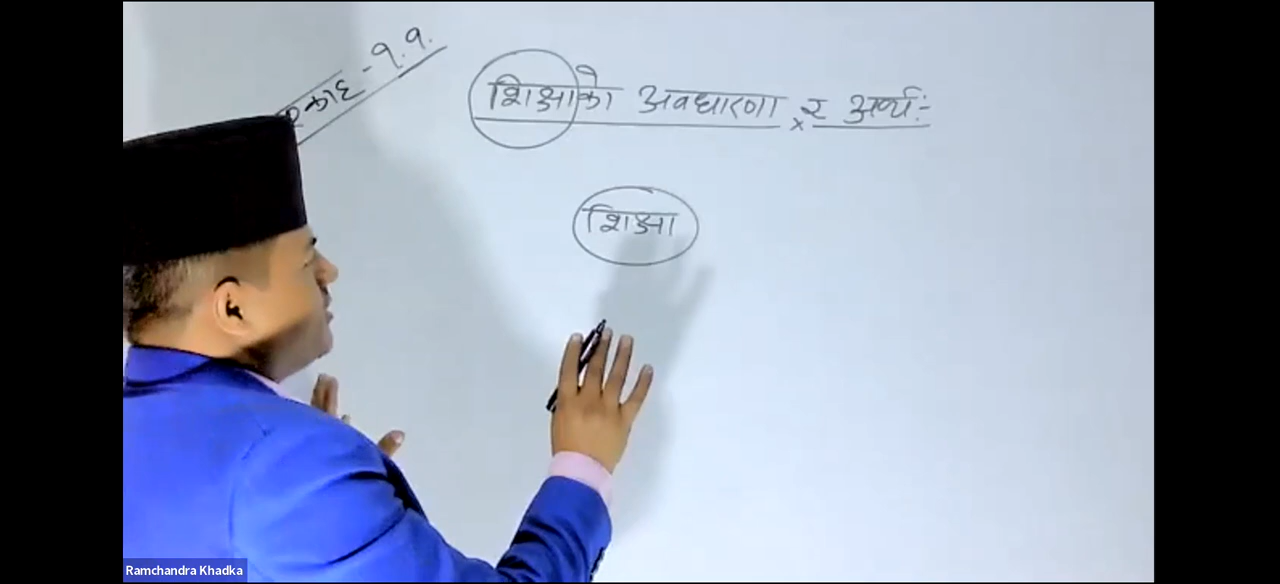 एकाइ - १.१.
शिक्षाको अवधारणा र अर्थ:-
शिक्षा
Ramchandra Khadka